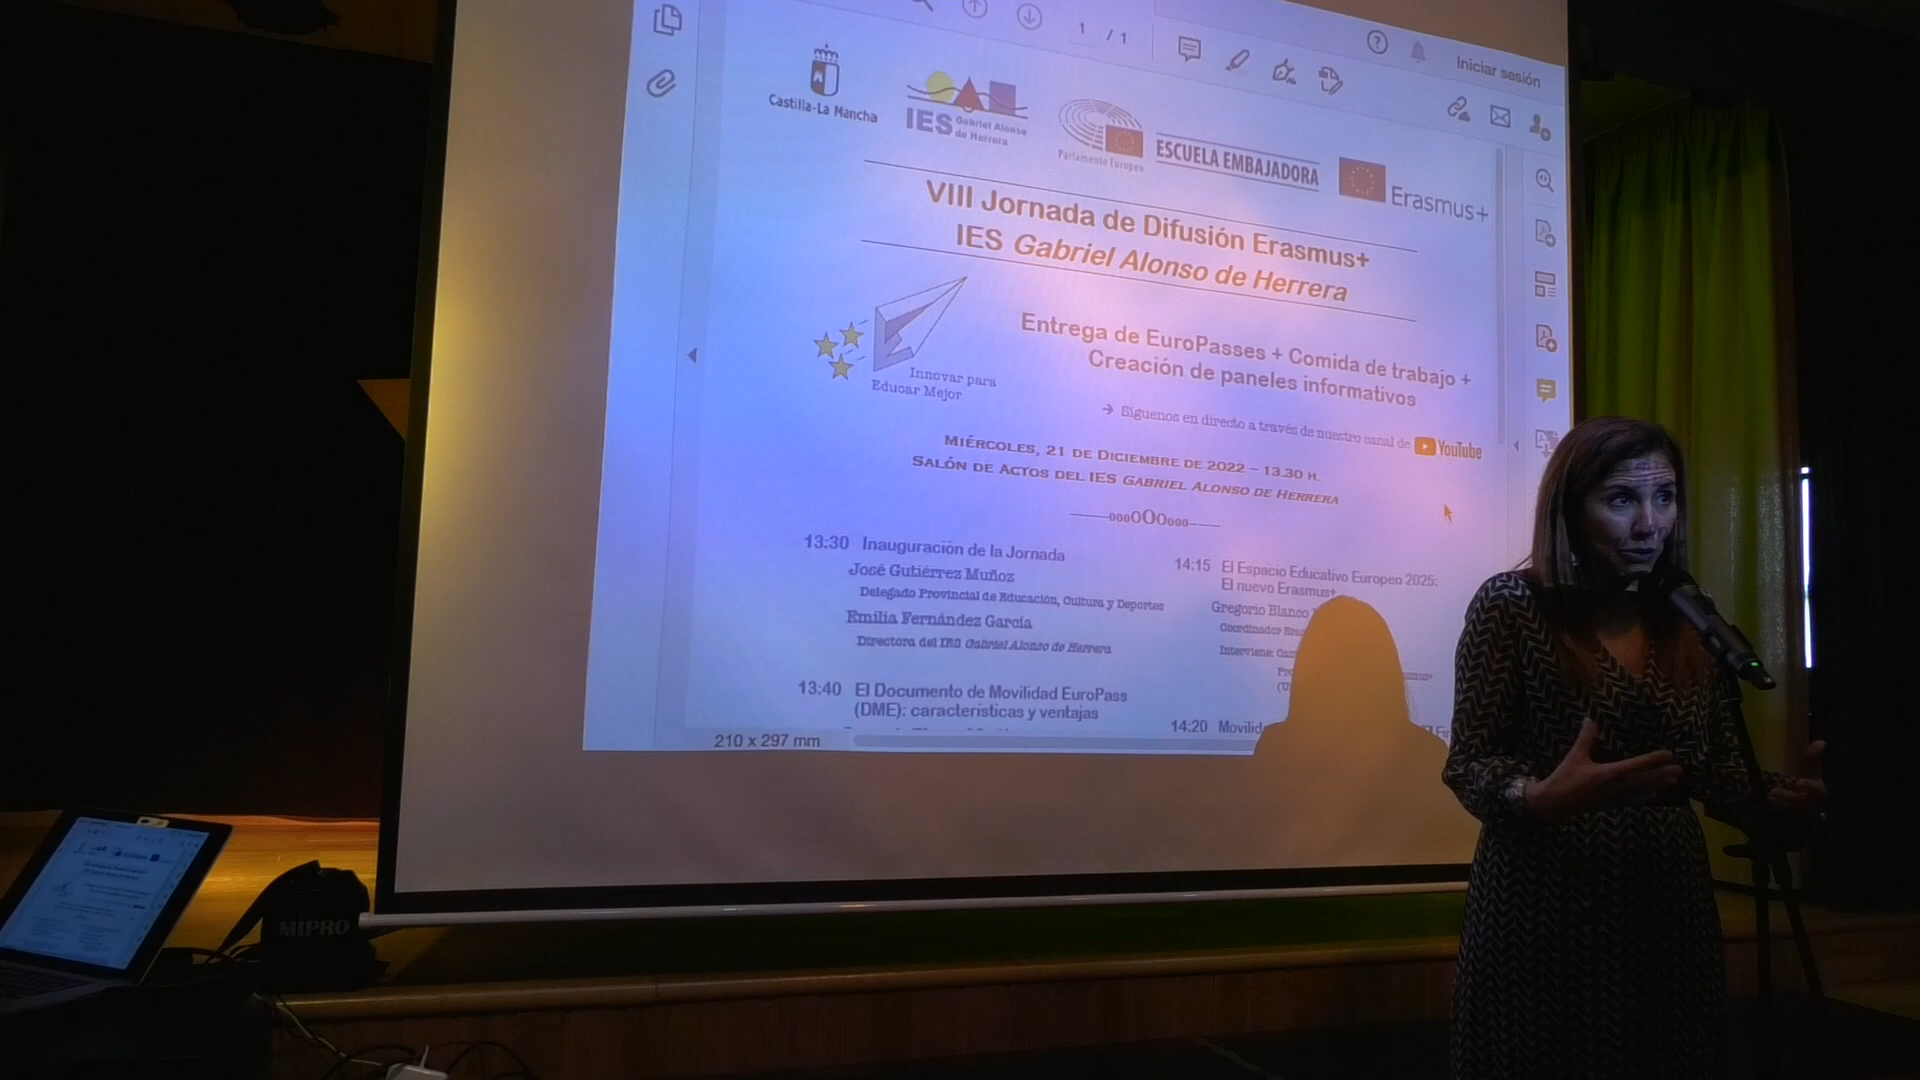 1 / 1
Iniciar sesión
Castilla-La Mancha
IES Gabriel Alonso
de Herrera
Parlamento Europeo
ESCUELA EMBAJADORA
Erasmus+
VIII Jornada de Difusión Erasmus+
IES Gabriel Alonso de Herrera
Innovar para
Educar Mejor
Entrega de EuroPasses + Comida de trabajo +
Creación de paneles informativos
→ Síguenos en directo a través de nuestro canal de YouTube
MIÉRCOLES, 21 DE DICIEMBRE DE 2022 – 13.30 H.
SALÓN DE ACTOS DEL IES GABRIEL ALONSO DE HERRERA
oooOOOooo
13:30 Inauguración de la Jornada
José Gutiérrez Muñoz
Delegado Provincial de Educación, Cultura y Deportes
Emilia Fernández García
Directora del IES Gabriel Alonso de Herrera
13:40 El Documento de Movilidad EuroPass
(DME): características y ventajas
14:15 El Espacio Educativo Europeo 2025:
El nuevo Erasmus+
Gregorio Blanco
Coordinador
Interviene:
14:20 Movilid
210 x 297 mm
MIPRO